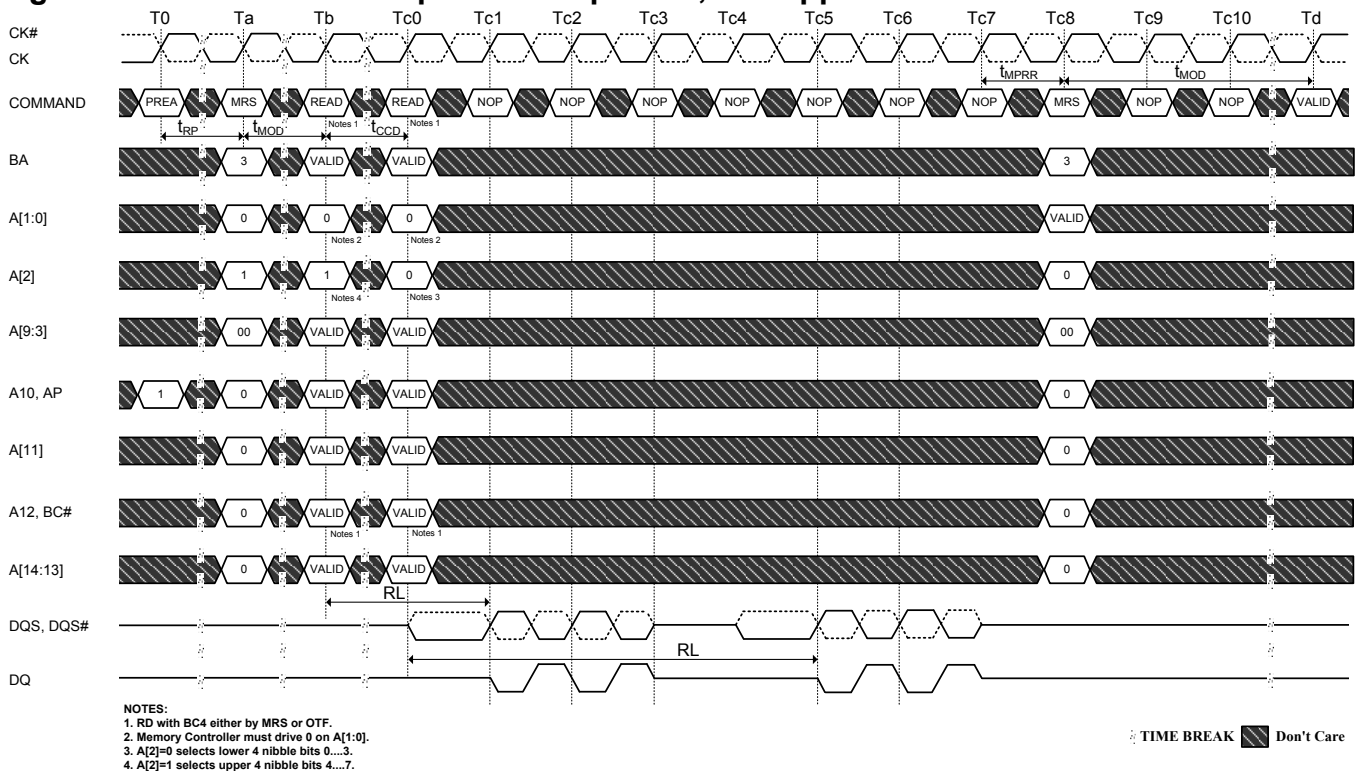 T0 Ta Tb Tc0 Tc1 Tc2 Tc3 Tc4 Tc5 Tc6 Tc7 Tc8 Tc9 Tc10 Td
CK#
CK
tMPRR tMOD
COMMAND PREA MRS READ READ NOP NOP NOP NOP NOP NOP NOP MRS NOP NOP VALID
Notes 1 Notes 1
tRP tMOD tCCD
BA 3 VALID VALID 3
A[1:0] 0 0 0 VALID
Notes 2 Notes 2
A[2] 1 1 0 0
Notes 4 Notes 3
A[9:3] 00 VALID VALID 00
A10, AP 1 0 VALID VALID 0
A[11] 0 VALID VALID 0
A12, BC# 0 VALID VALID 0
Notes 1 Notes 1
A[14:13] 0 VALID VALID 0
RL
DQS, DQS#
RL
DQ
NOTES:
1. RD with BC4 either by MRS or OTF.
2. Memory Controller must drive 0 on A[1:0].
3. A[2]=0 selects lower 4 nibble bits 0....3.
4. A[2]=1 selects upper 4 nibble bits 4....7.
TIME BREAK Don't Care